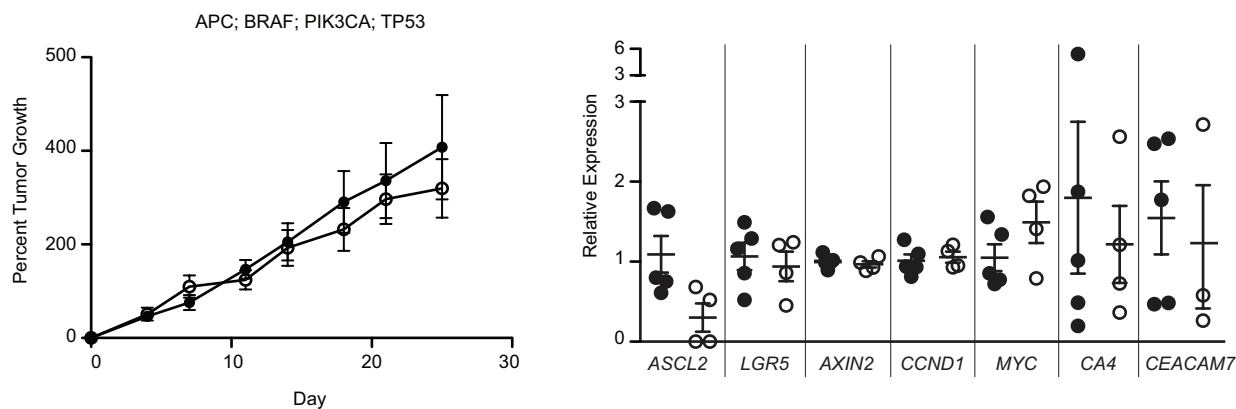 APC; BRAF; PIK3CA; TP53
500
400
200
0
Percent Tumor Growth
0 10 20 30
Day
6
3
3
2
1
0
Relative Expression
ASCL2 LGR5 AXIN2 CCND1 MYC CA4 CEACAM7